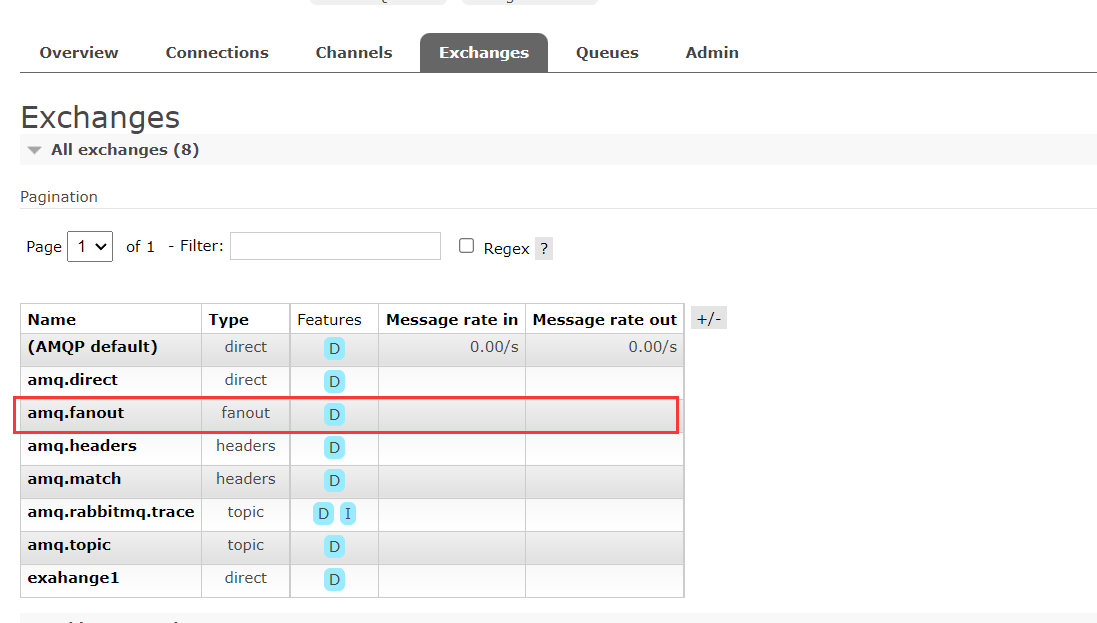 Overview Connections Channels Exchanges Queues Admin
Exchanges
All exchanges (8)
Pagination
Page 1 of 1 - Filter: Regex ?
Name Type Features Message rate in Message rate out +/-
(AMQP default) direct D 0.00/s 0.00/s
amq.direct direct D
amq.fanout fanout D
amq.headers headers D
amq.match headers D
amq.rabbitmq.trace topic D I
amq.topic topic D
exahange1 direct D